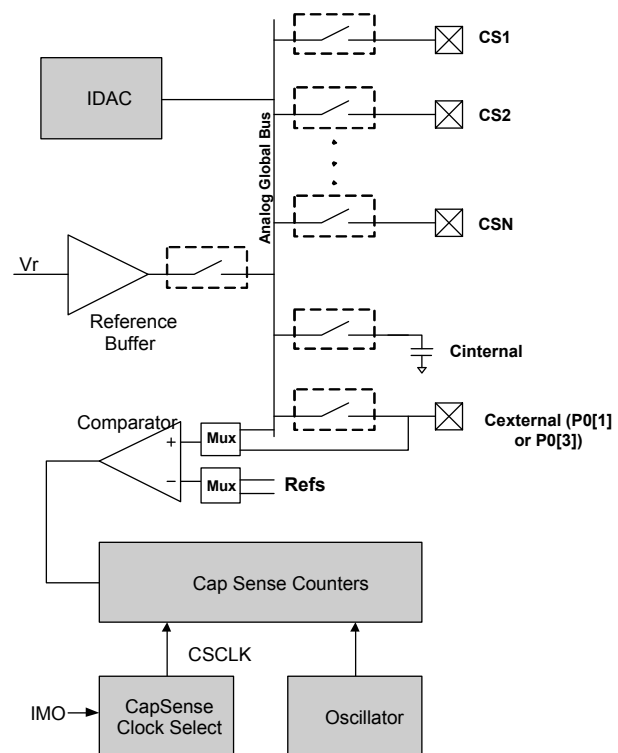 CS1
IDAC
CS2
Analog Global Bus
CSN
Vr
Reference
Buffer
Cinternal
Comparator
Cexternal (P0[1]
or P0[3])
+
Mux
−
Mux
Refs
Cap Sense Counters
CSCLK
IMO
CapSense
Clock Select
Oscillator